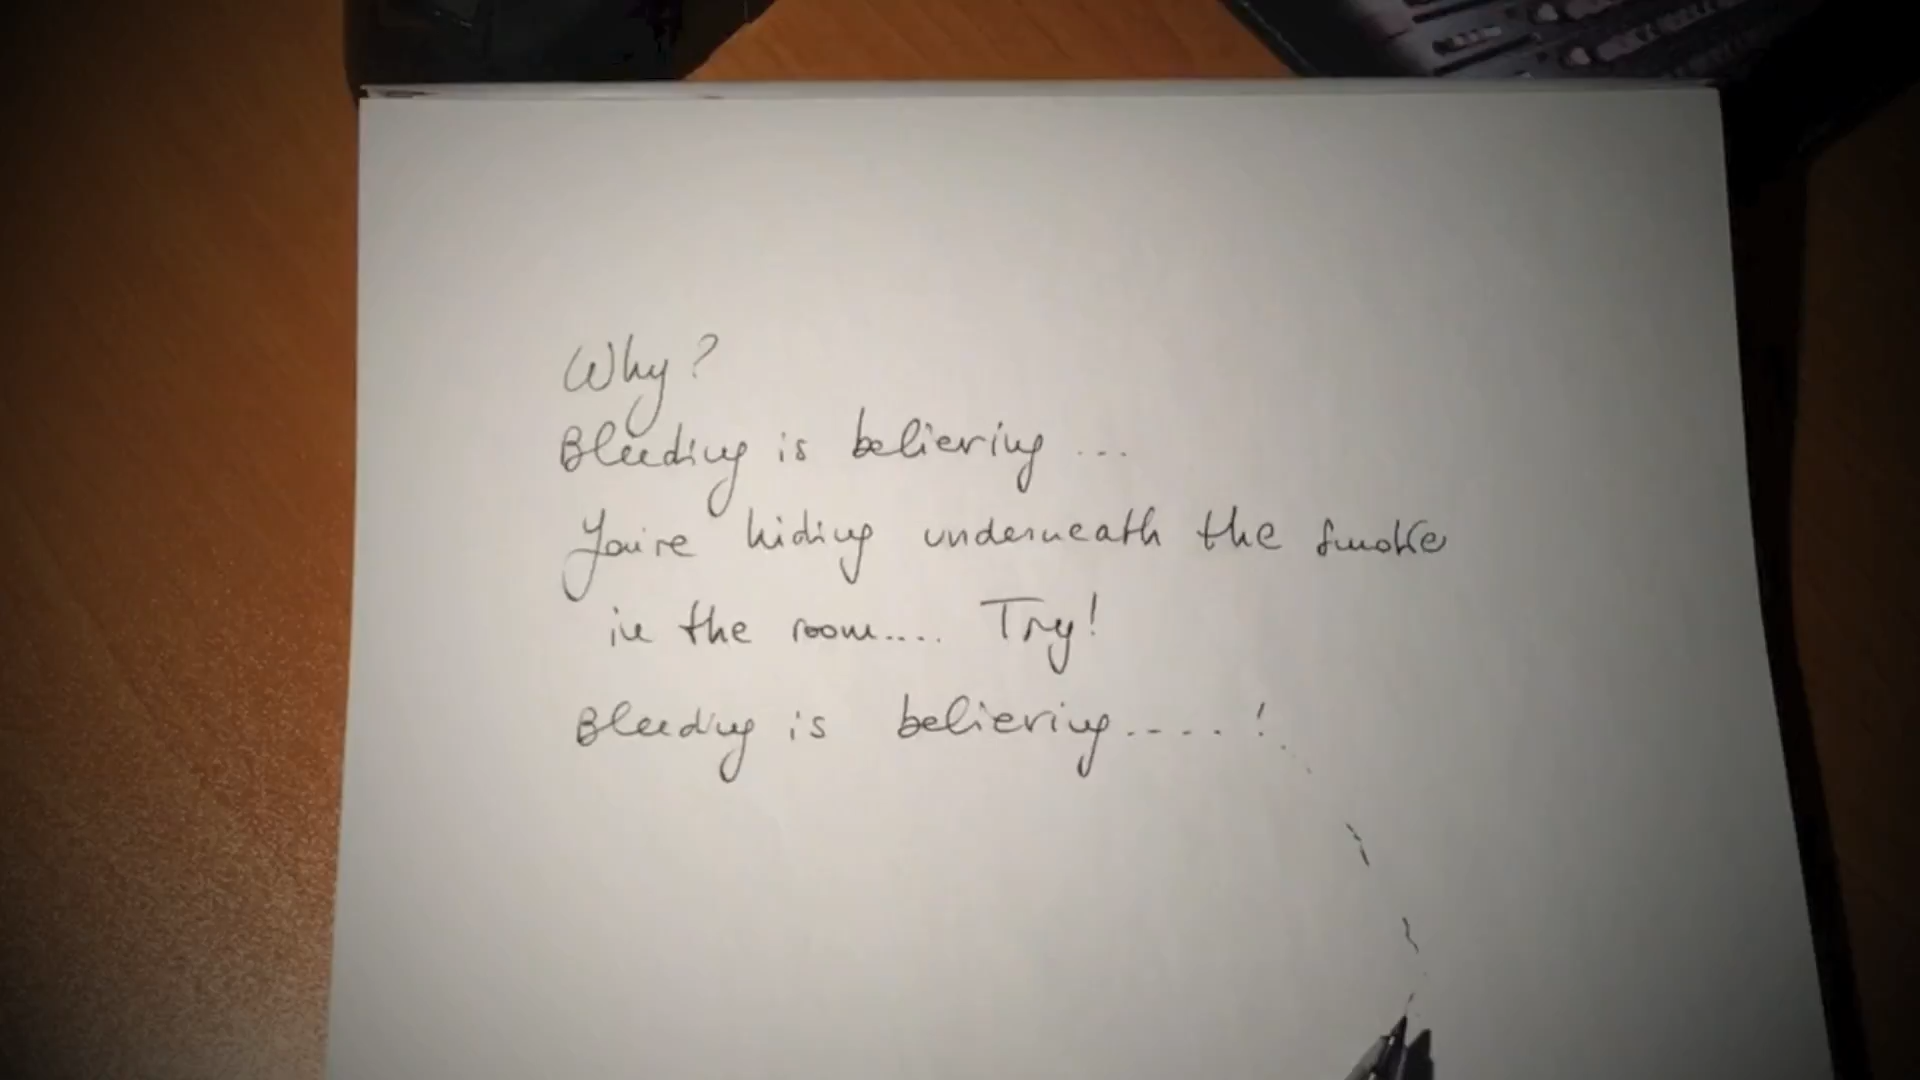 Why?
Bleeding is believing ...
You're hiding underneath the smoke
in the room.... Try!
Bleeding is believing.....!